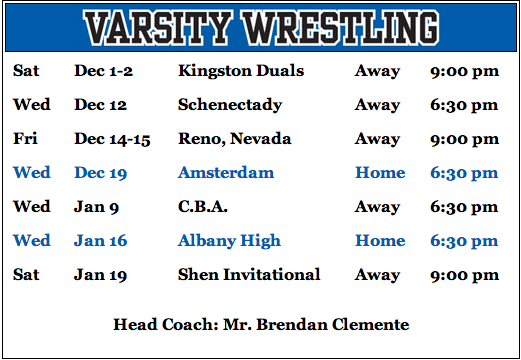 VARSITY WRESTLING
Sat Dec 1-2 Kingston Duals Away 9:00 pm
Wed Dec 12 Schenectady Away 6:30 pm
Fri Dec 14-15 Reno, Nevada Away 9:00 pm
Wed Dec 19 Amsterdam Home 6:30 pm
Wed Jan 9 C.B.A. Away 6:30 pm
Wed Jan 16 Albany High Home 6:30 pm
Sat Jan 19 Shen Invitational Away 9:00 pm
Head Coach: Mr. Brendan Clemente